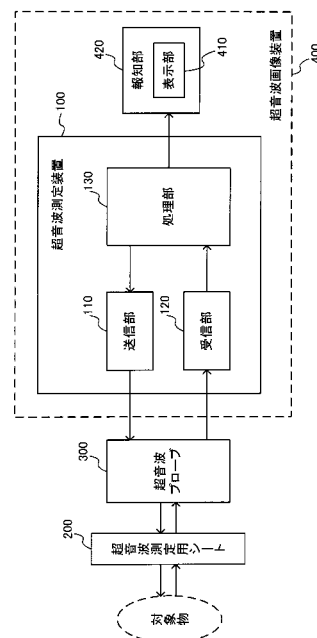 超音波画像装置
400
超音波測定装置
100
報知部
420
表示部
410
処理部
130
送信部
110
受信部
120
超音波
プローブ
300
超音波測定用シート
200
対象物